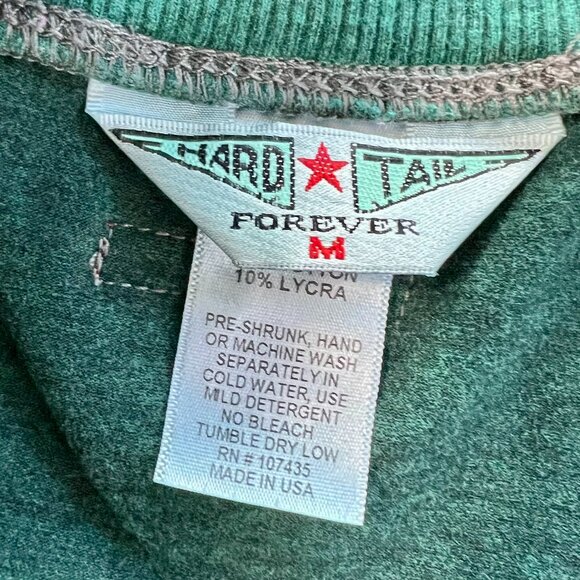 HARD TAIL
FOREVER
M
10% LYCRA
PRE-SHRUNK, HAND
OR MACHINE WASH
SEPARATELY IN
COLD WATER, USE
MILD DETERGENT
NO BLEACH
TUMBLE DRY LOW
RN # 107435
MADE IN USA